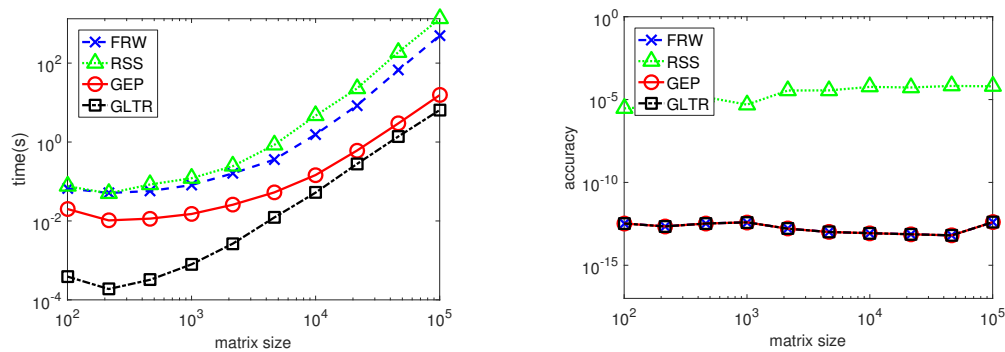 10^2
10^0
10^-2
10^-4
time(s)
FRW
RSS
GEP
GLTR
10^2
10^3
10^4
10^5
matrix size
10^0
10^-5
10^-10
10^-15
accuracy
FRW
RSS
GEP
GLTR
10^2
10^3
10^4
10^5
matrix size